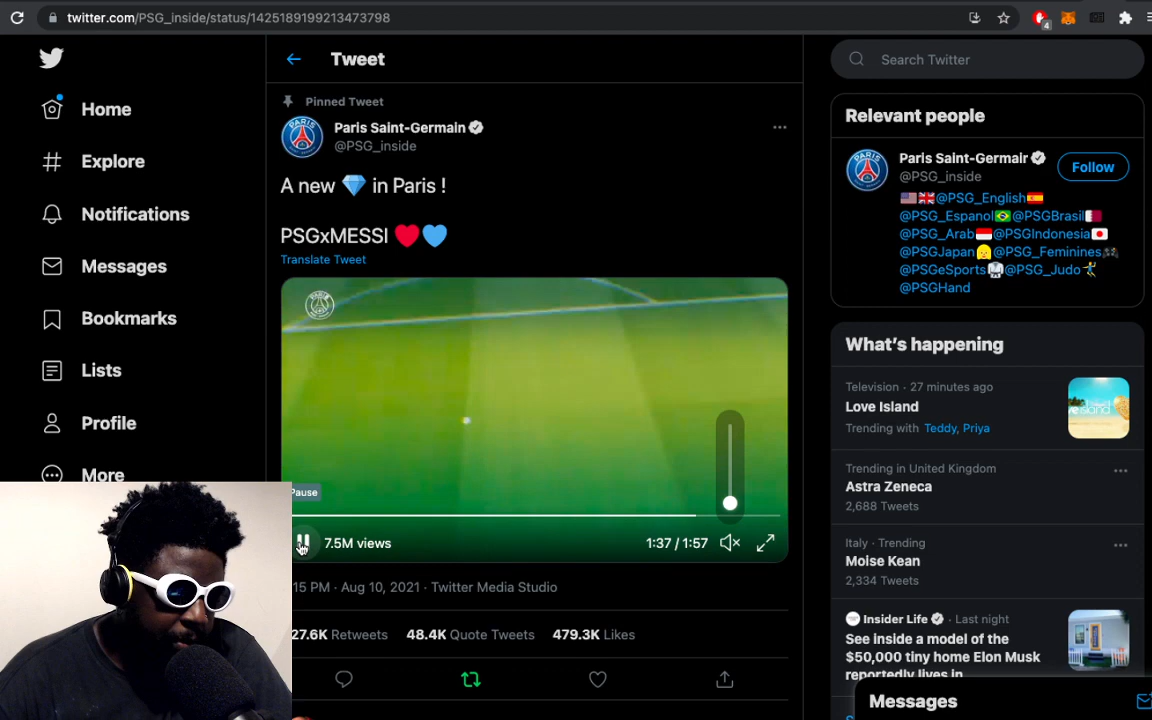 twitter.com/PSG_inside/status/1425189199213473798
4
Tweet
Search Twitter
Home
Explore
Notifications
Messages
Bookmarks
Lists
Profile
More
Pinned Tweet
Paris Saint-Germain
@PSG_inside
A new 💎 in Paris !
PSGxMESSI ❤️💙
Translate Tweet
PARIS
Pause
7.5M views
1:37 / 1:57
15 PM · Aug 10, 2021 · Twitter Media Studio
27.6K Retweets 48.4K Quote Tweets 479.3K Likes
Relevant people
PARIS
Paris Saint-Germain
@PSG_inside
Follow
🇺🇸🇬🇧@PSG_English🇪🇸
@PSG_Espanol🇧🇷@PSGBrasil🇶🇦
@PSG_Arab🇮🇩@PSGIndonesia🇯🇵
@PSGJapan👩@PSG_Feminines🎮
@PSGeSports🥋@PSG_Judo🤾
@PSGHand
What's happening
Television · 27 minutes ago
Love Island
Trending with Teddy, Priya
Trending in United Kingdom
Astra Zeneca
2,688 Tweets
Italy · Trending
Moise Kean
2,334 Tweets
Insider Life · Last night
See inside a model of the
$50,000 tiny home Elon Musk
reportedly lives in
Messages